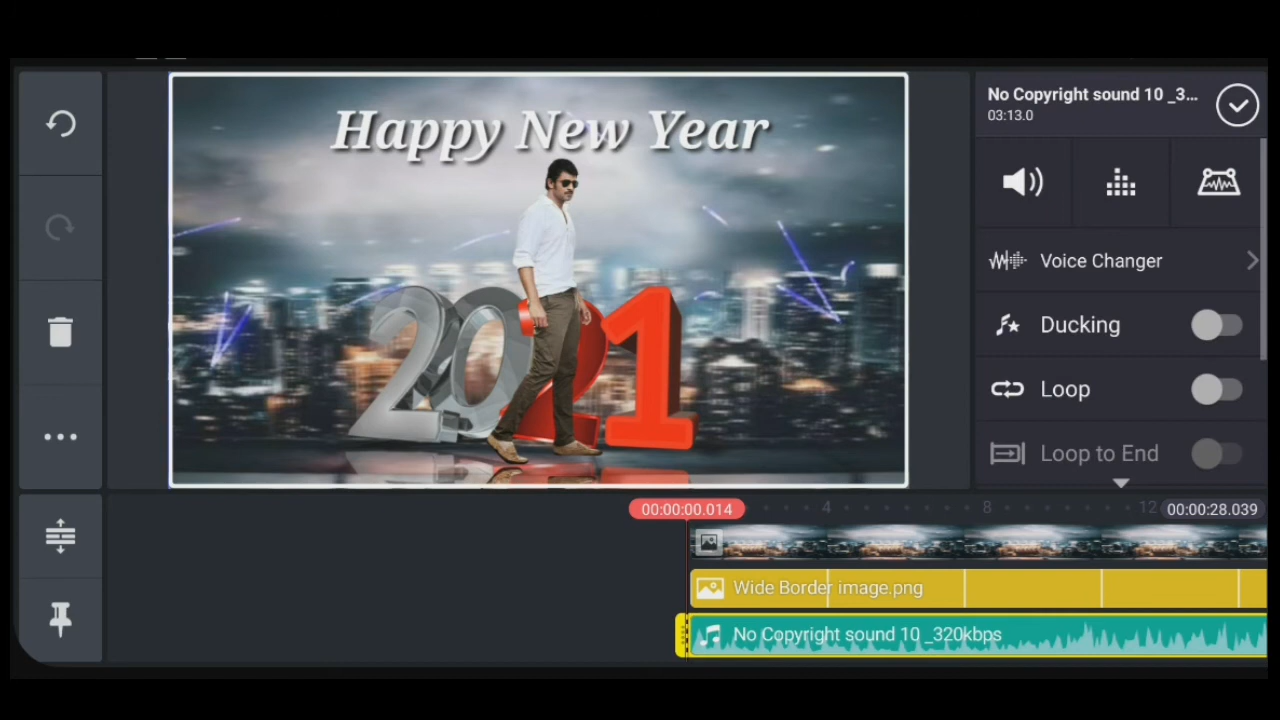 Happy New Year
2021
No Copyright sound 10 _3...
03:13.0
Voice Changer
Ducking
Loop
Loop to End
00:00:00.014
4
8
12
00:00:28.039
Wide Border image.png
No Copyright sound 10 _320kbps